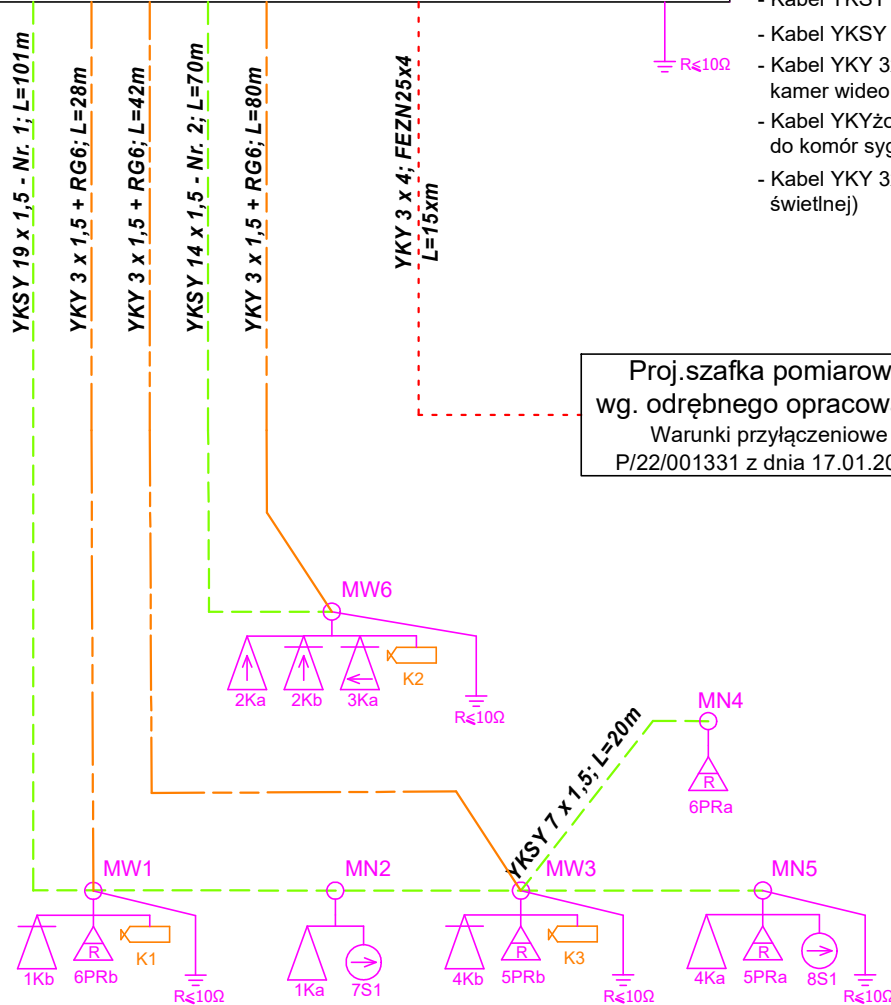 - Kabel YKSY
- Kabel YKSY
- Kabel YKY 3
kamer wideo
- Kabel YKYżo
do komór syg
- Kabel YKY 3
świetlnej)
R≤10Ω
YKSY 19 x 1,5 - Nr. 1; L=101m
YKY 3 x 1,5 + RG6; L=28m
YKY 3 x 1,5 + RG6; L=42m
YKSY 14 x 1,5 - Nr. 2; L=70m
YKY 3 x 1,5 + RG6; L=80m
YKY 3 x 4; FEZN25x4
L=15xm
Proj.szafka pomiarow
wg. odrębnego opracow
Warunki przyłączeniowe
P/22/001331 z dnia 17.01.20
MW6
2Ka
2Kb
3Ka
K2
R≤10Ω
MN4
R
6PRa
YKSY 7 x 1,5; L=20m
MW1
MN2
MW3
MN5
1Kb
R
6PRb
K1
R≤10Ω
1Ka
7S1
4Kb
R
5PRb
K3
R≤10Ω
4Ka
R
5PRa
8S1
R≤10Ω